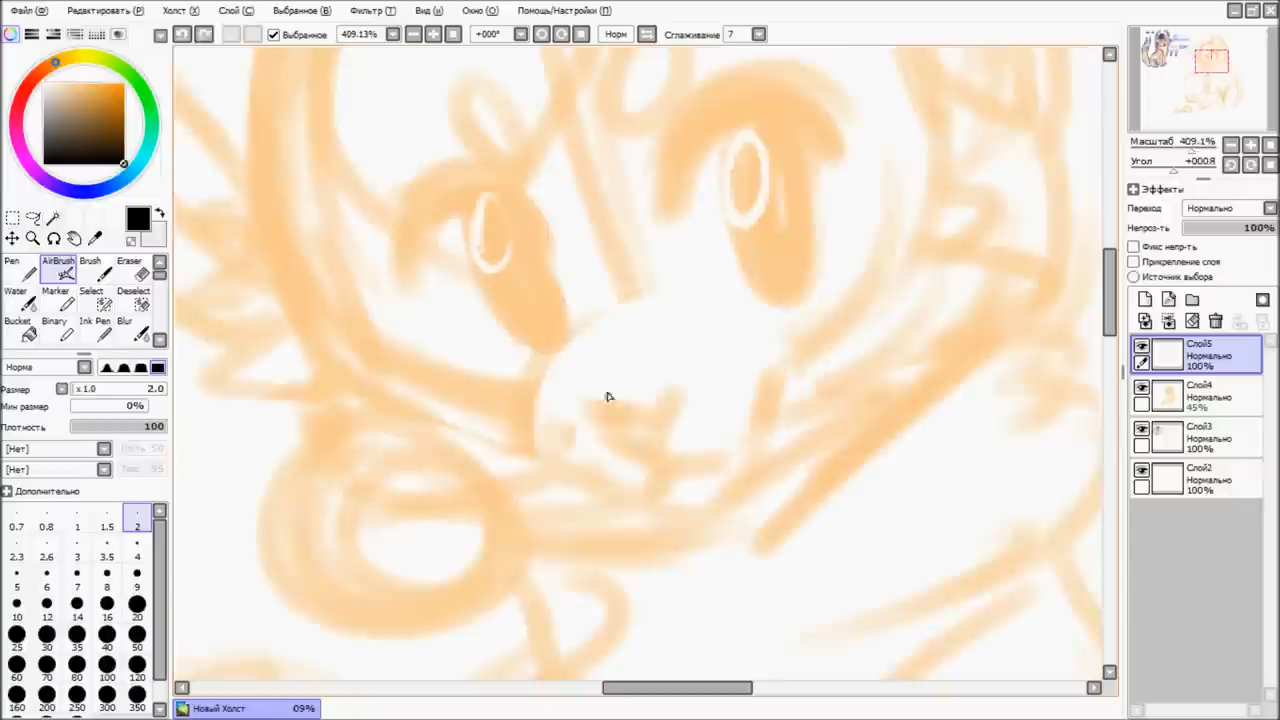 Файл (Ф) Редактировать (P) Холст (X) Слой (C) Выбранное (B) Фильтр (T) Вид (И) Окно (O) Помощь/Настройки (П)
Выбранное 409.13% +000° Норм Сглаживание 7
Масштаб 409.1%
Угол +000Я
Эффекты
Переход Нормально
Непроз-ть 100%
Фикс непр-ть
Прикрепление слоя
Источник выбора
Pen AirBrush Brush Eraser
Water Marker Select Deselect
Bucket Binary Ink Pen Blur
Норма
Размер x 1.0 2.0
Мин размер 0%
Плотность 100
[Нет] 50
[Нет] 95
Дополнительно
0.7 0.8 1 1.5 2
2.3 2.6 3 3.5 4
5 6 7 8 9
10 12 14 16 20
25 30 35 40 50
60 70 80 100 120
160 200 250 300 350
Слой5
Нормально
100%
Слой4
Нормально
45%
Слой3
Нормально
100%
Слой2
Нормально
100%
Новый Холст 09%